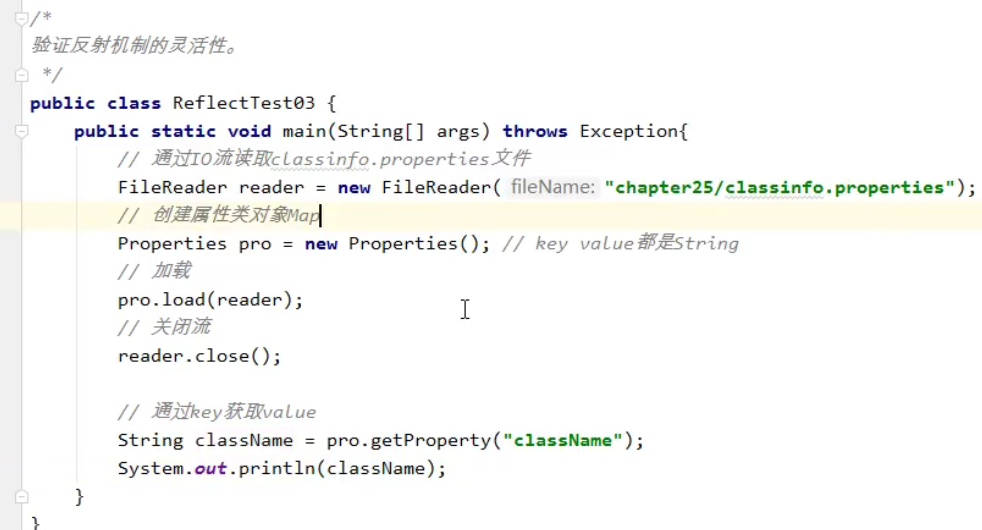 /*
验证反射机制的灵活性。
*/
public class ReflectTest03 {
public static void main(String[] args) throws Exception{
// 通过IO流读取classinfo.properties文件
FileReader reader = new FileReader( fileName: "chapter25/classinfo.properties");
// 创建属性类对象Map
Properties pro = new Properties(); // key value都是String
// 加载
pro.load(reader);
// 关闭流
reader.close();
// 通过key获取value
String className = pro.getProperty("className");
System.out.println(className);
}
}